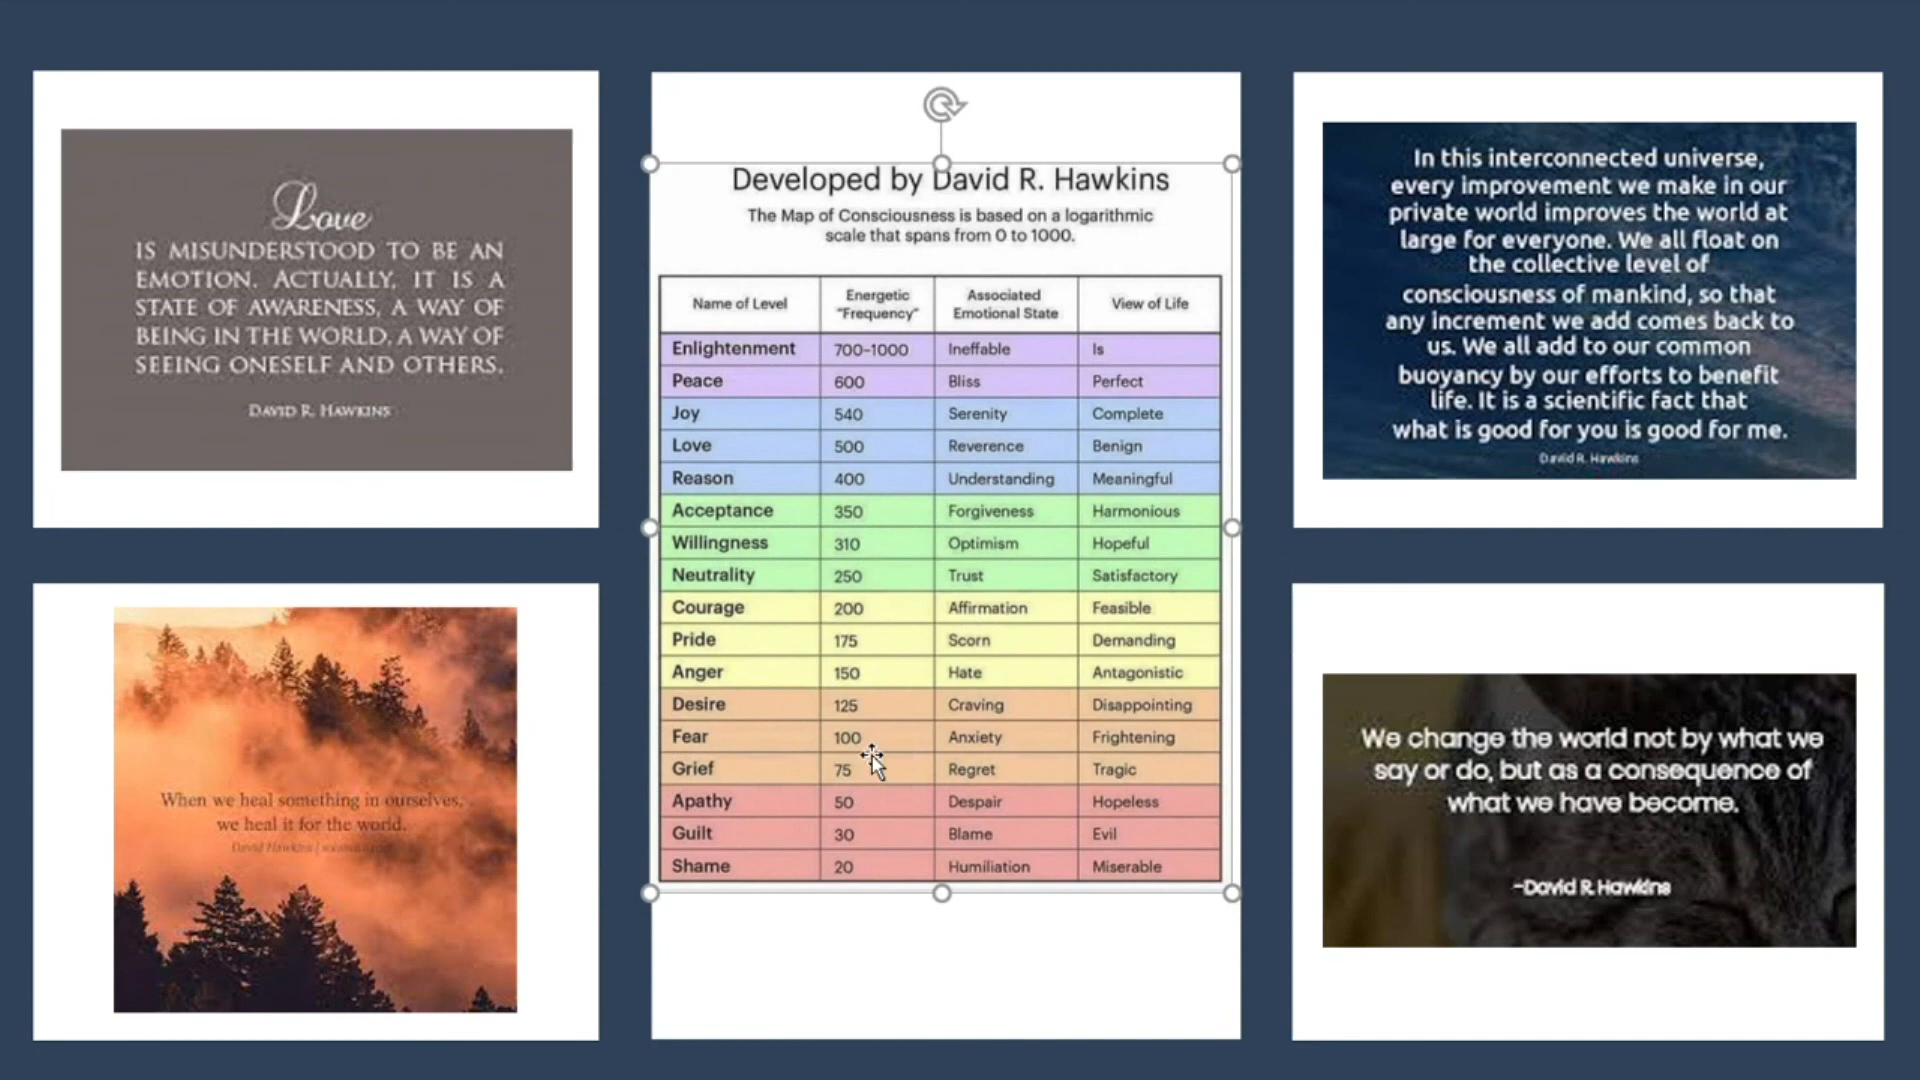 Love
IS MISUNDERSTOOD TO BE AN
EMOTION. ACTUALLY, IT IS A
STATE OF AWARENESS, A WAY OF
BEING IN THE WORLD, A WAY OF
SEEING ONESELF AND OTHERS.
DAVID R. HAWKINS
When we heal something in ourselves,
we heal it for the world.
David Hawkins |
Developed by David R. Hawkins
The Map of Consciousness is based on a logarithmic
scale that spans from 0 to 1000.
Name of Level Energetic "Frequency" Associated Emotional State View of Life
Enlightenment 700–1000 Ineffable Is
Peace 600 Bliss Perfect
Joy 540 Serenity Complete
Love 500 Reverence Benign
Reason 400 Understanding Meaningful
Acceptance 350 Forgiveness Harmonious
Willingness 310 Optimism Hopeful
Neutrality 250 Trust Satisfactory
Courage 200 Affirmation Feasible
Pride 175 Scorn Demanding
Anger 150 Hate Antagonistic
Desire 125 Craving Disappointing
Fear 100 Anxiety Frightening
Grief 75 Regret Tragic
Apathy 50 Despair Hopeless
Guilt 30 Blame Evil
Shame 20 Humiliation Miserable
In this interconnected universe,
every improvement we make in our
private world improves the world at
large for everyone. We all float on
the collective level of
consciousness of mankind, so that
any increment we add comes back to
us. We all add to our common
buoyancy by our efforts to benefit
life. It is a scientific fact that
what is good for you is good for me.
David R. Hawkins
We change the world not by what we
say or do, but as a consequence of
what we have become.
-David R. Hawkins